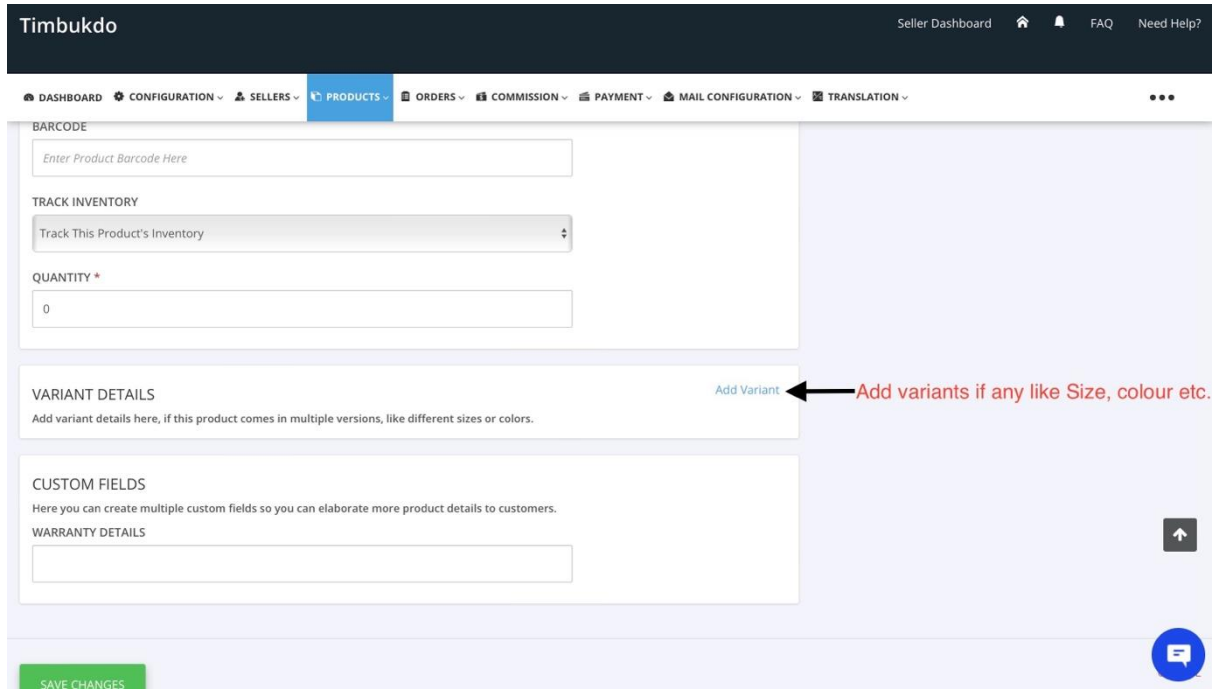 Timbukdo
Seller Dashboard FAQ Need Help?
DASHBOARD CONFIGURATION SELLERS PRODUCTS ORDERS COMMISSION PAYMENT MAIL CONFIGURATION TRANSLATION
BARCODE
Enter Product Barcode Here
TRACK INVENTORY
Track This Product's Inventory
QUANTITY *
0
VARIANT DETAILS
Add Variant
Add variants if any like Size, colour etc.
Add variant details here, if this product comes in multiple versions, like different sizes or colors.
CUSTOM FIELDS
Here you can create multiple custom fields so you can elaborate more product details to customers.
WARRANTY DETAILS
SAVE CHANGES